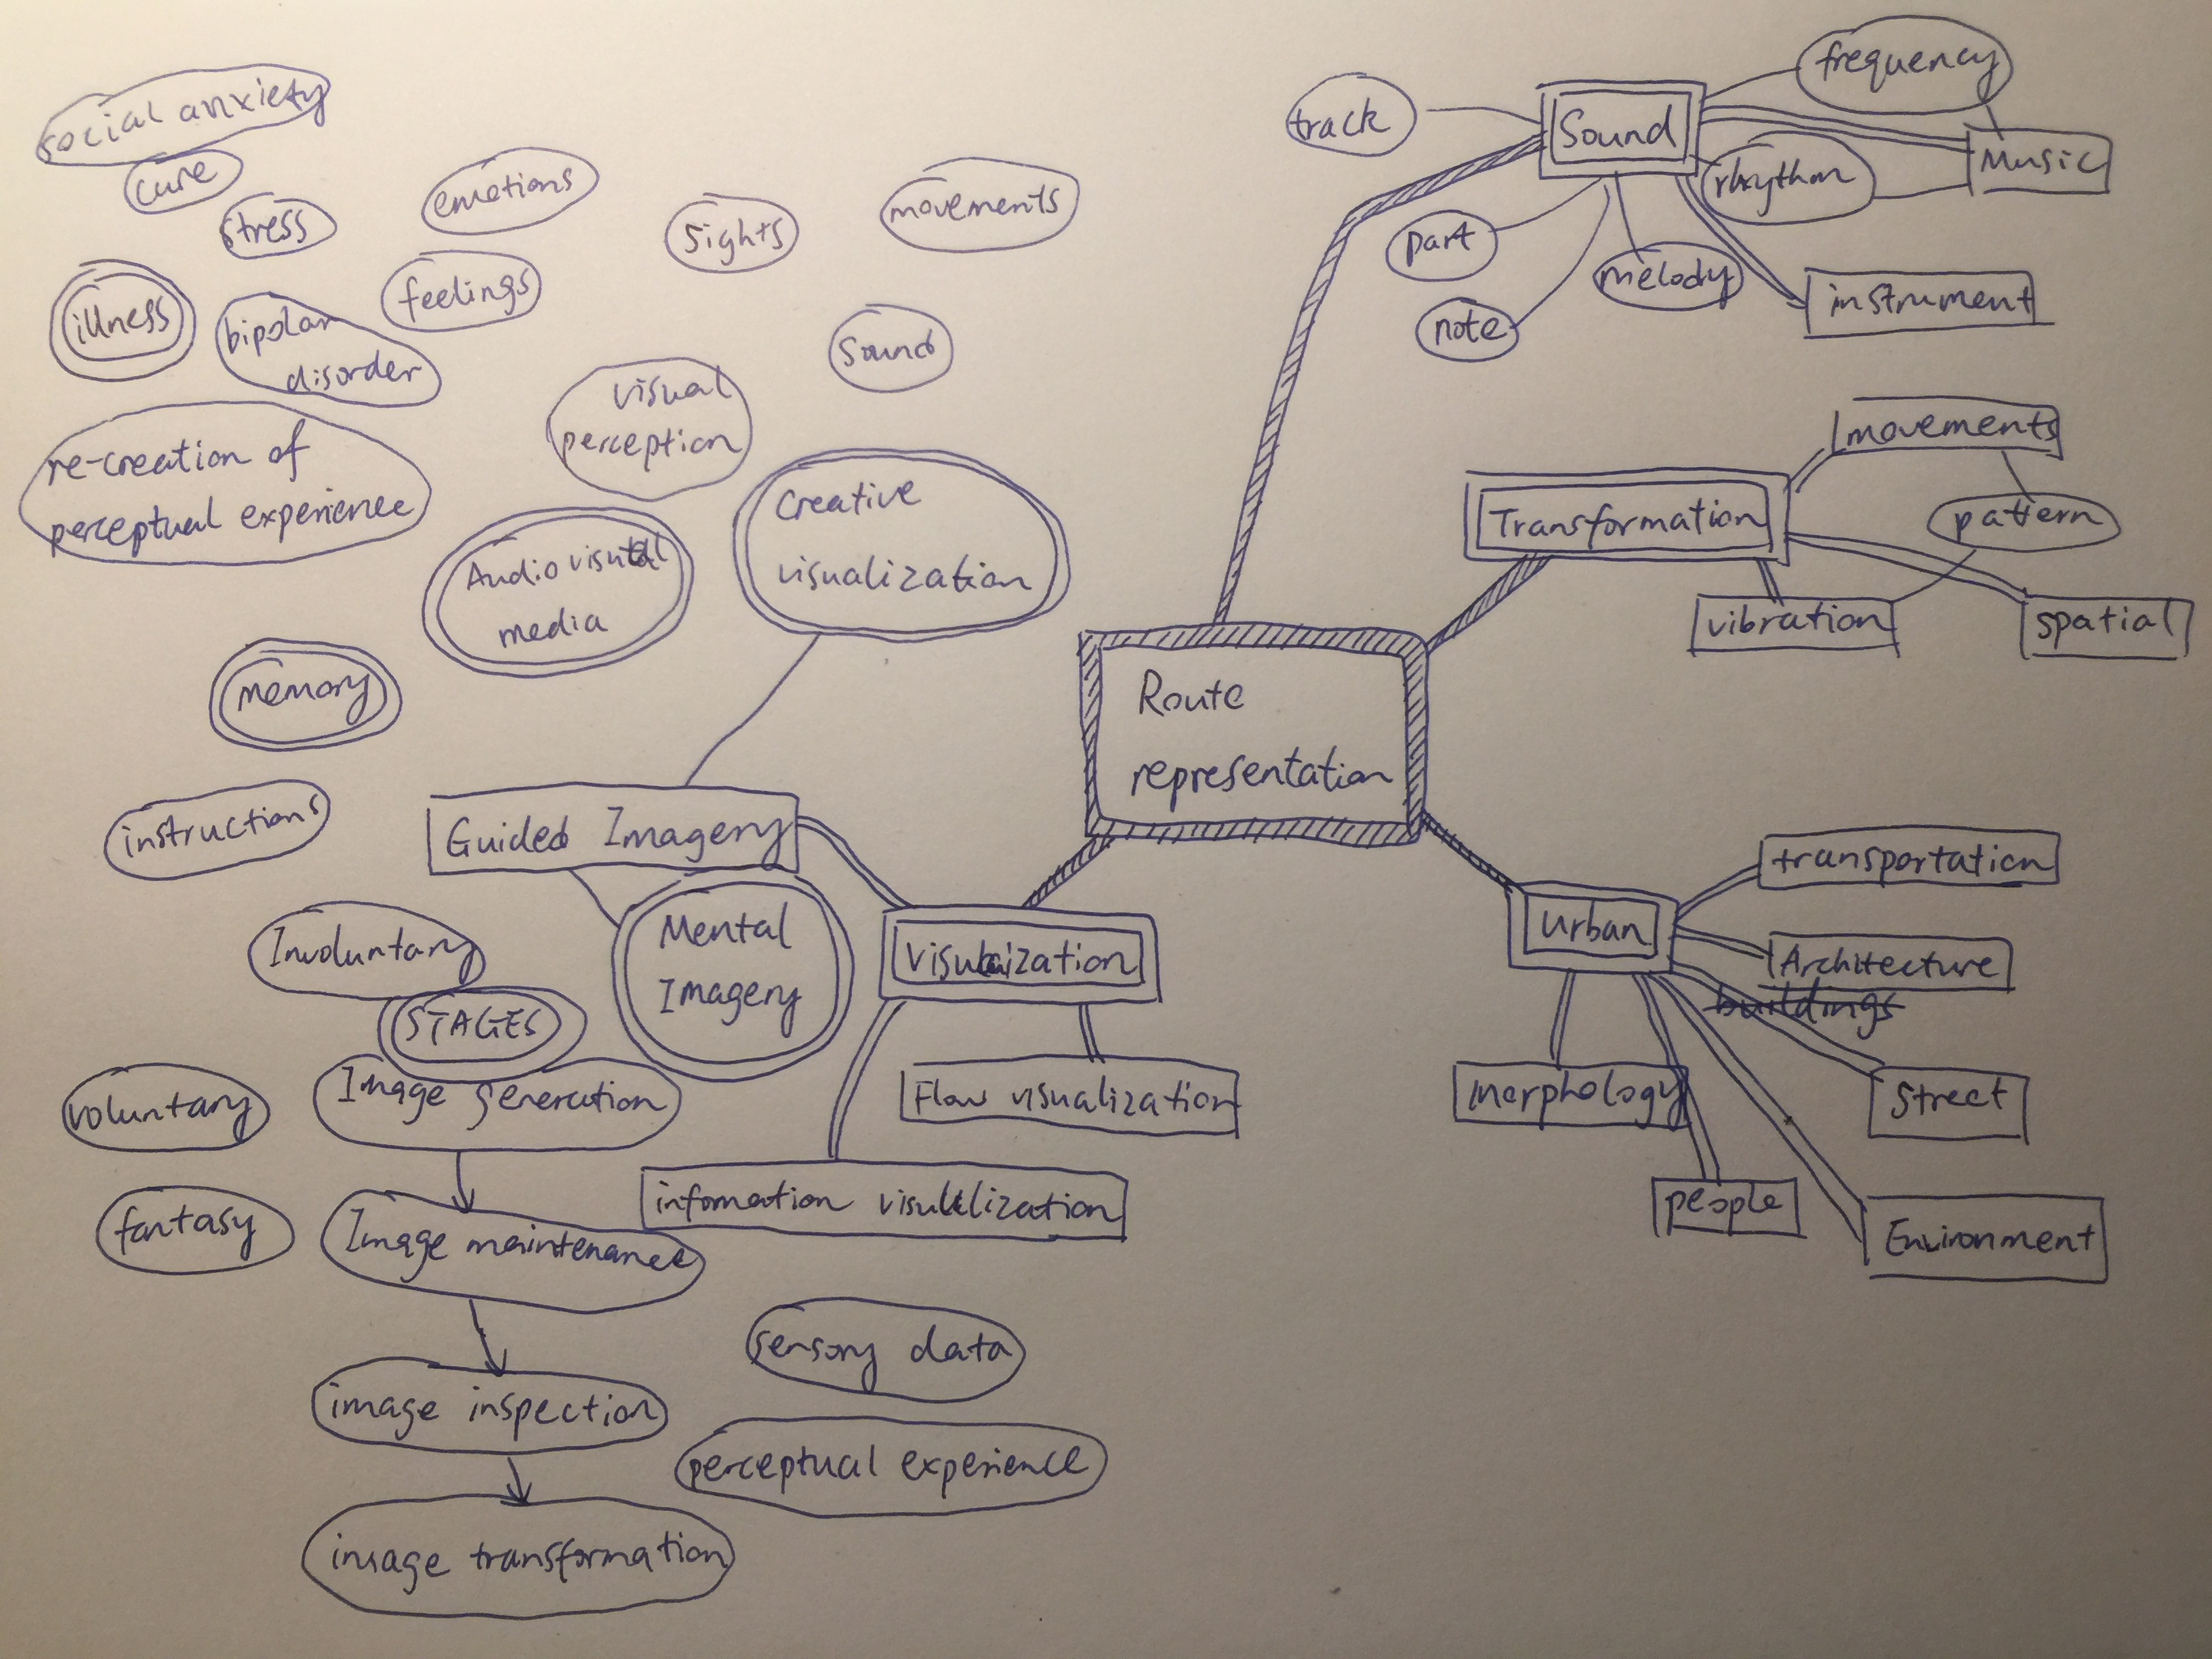 social anxiety
cure
stress
emotions
sights
movements
illness
bipolar
disorder
feelings
sound
visual
perception
re-creation of
perceptual experience
Audio visual
media
Creative
visualization
memory
instructions
Guided Imagery
Mental
Imagery
Involuntary
STAGES
voluntary
Image generation
fantasy
Image maintenance
image inspection
image transformation
sensory data
perceptual experience
Route
representation
Sound
track
frequency
Music
rhythm
part
note
melody
instrument
Transformation
movements
pattern
vibration
spatial
Flow visualization
infomation
Urban
transportation
Architecture
buildings
Street
morphology
people
Environment